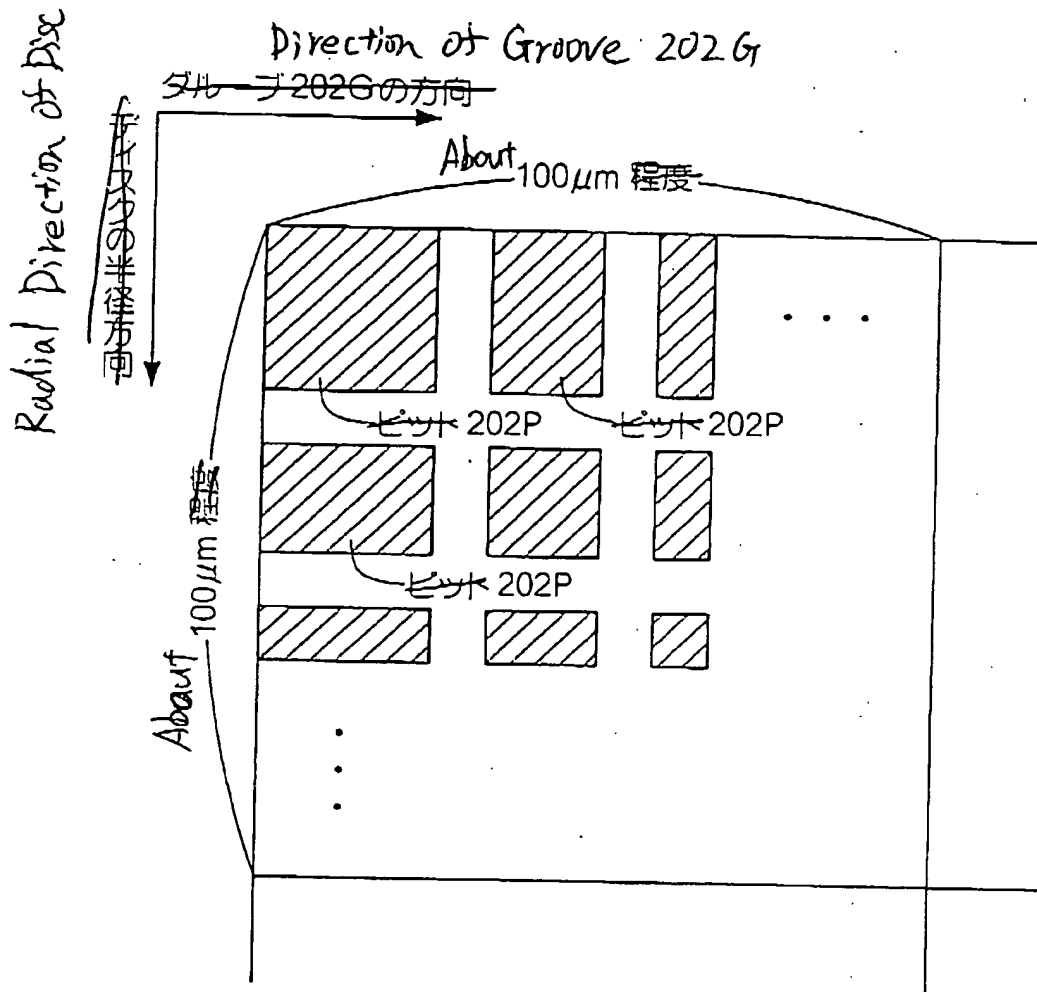 Direction of Groove 202G
グループ 202Gの方向
Radial Direction of Disc
ディスクの半径方向
About 100μm 程度
ピット 202P
ピット 202P
About 100μm 程度
ピット 202P